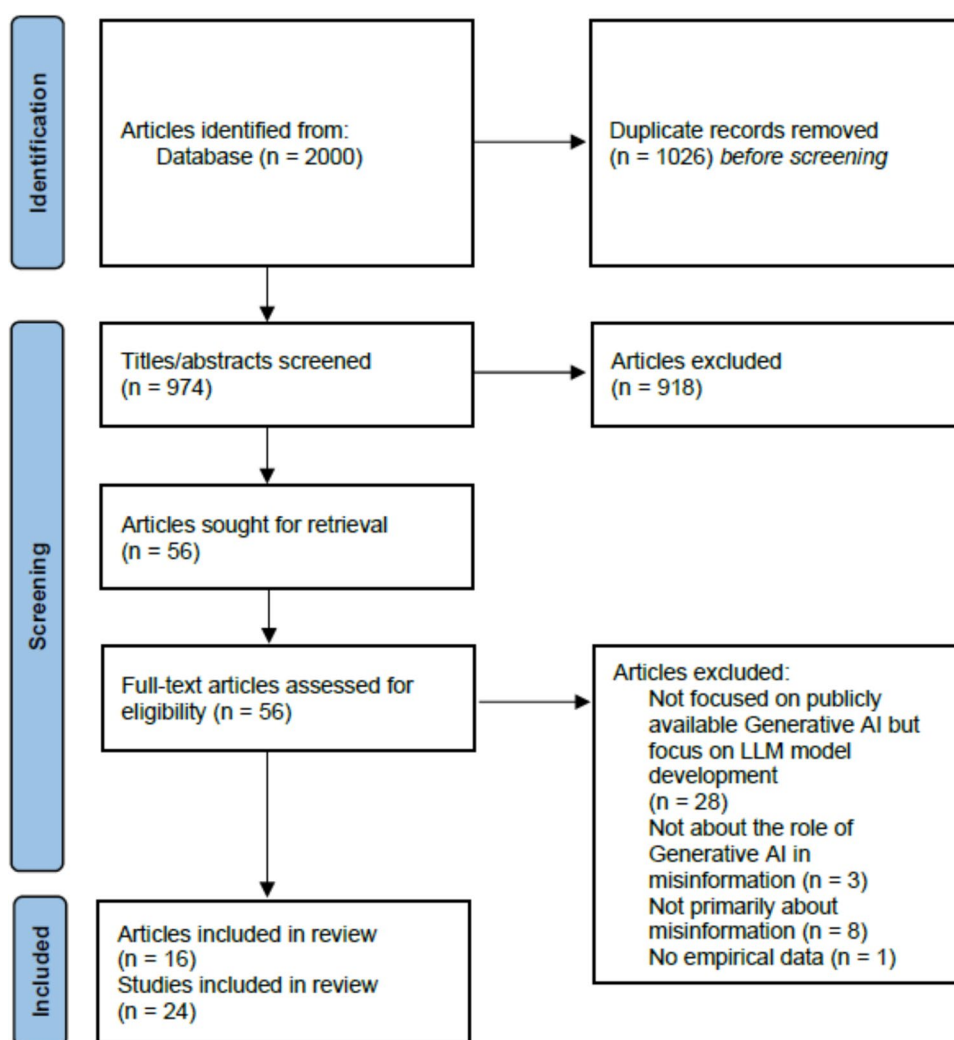 Identification
Articles identified from:
Database (n = 2000)
Duplicate records removed
(n = 1026) before screening
Screening
Titles/abstracts screened
(n = 974)
Articles excluded
(n = 918)
Articles sought for retrieval
(n = 56)
Full-text articles assessed for
eligibility (n = 56)
Articles excluded:
Not focused on publicly
available Generative AI but
focus on LLM model
development
(n = 28)
Not about the role of
Generative AI in
misinformation (n = 3)
Not primarily about
misinformation (n = 8)
No empirical data (n = 1)
Included
Articles included in review
(n = 16)
Studies included in review
(n = 24)